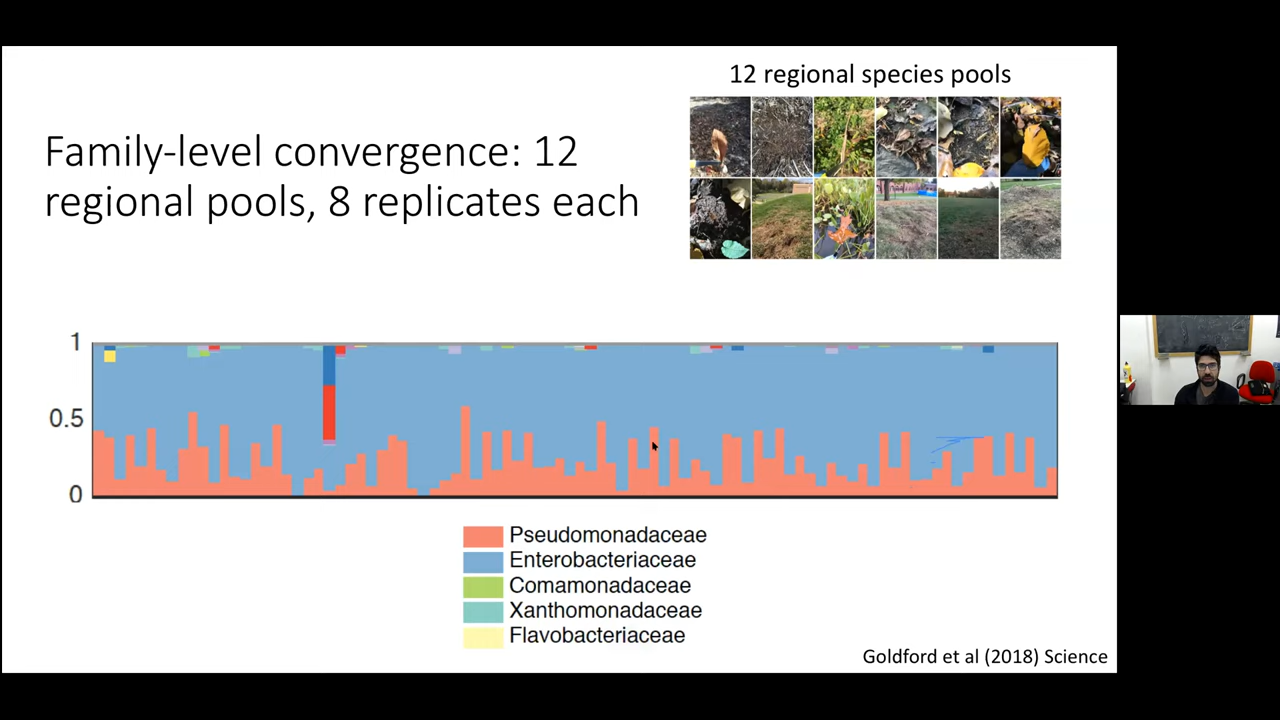 12 regional species pools
Family-level convergence: 12
regional pools, 8 replicates each
1
0.5
0
Pseudomonadaceae
Enterobacteriaceae
Comamonadaceae
Xanthomonadaceae
Flavobacteriaceae
Goldford et al (2018) Science